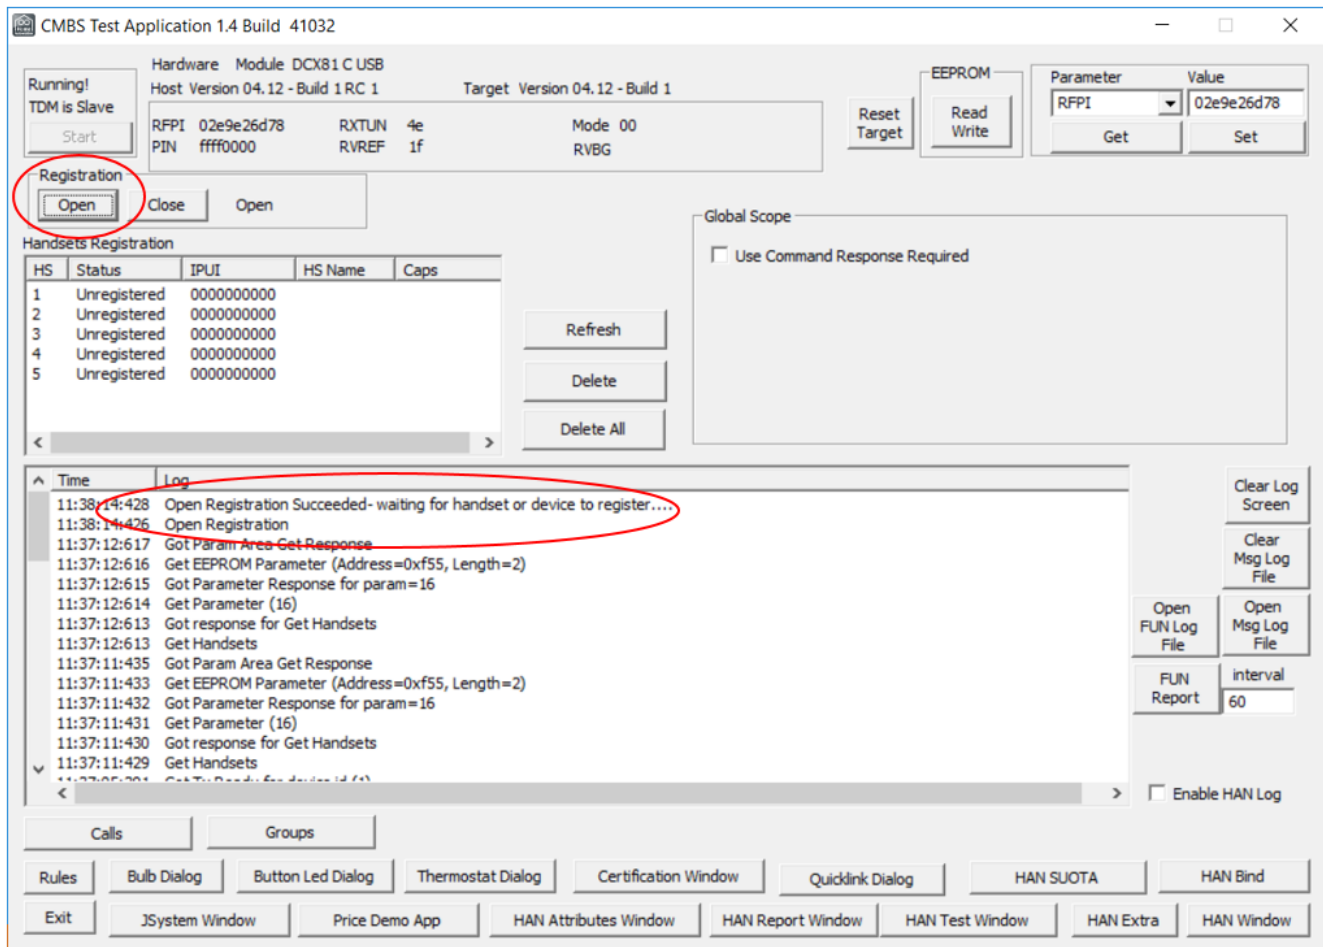 CMBS Test Application 1.4 Build 41032
Running!
TDM is Slave
Start
Hardware Module DCX81 C USB
Host Version 04.12 - Build 1 RC 1 Target Version 04.12 - Build 1
RFPI 02e9e26d78 RXTUN 4e Mode 00
PIN ffff0000 RVREF 1f RVBG
Reset
Target
EEPROM
Read
Write
Parameter Value
RFPI 02e9e26d78
Get Set
Registration
Open Close Open
Handsets Registration
HS Status IPUI HS Name Caps
1 Unregistered 0000000000
2 Unregistered 0000000000
3 Unregistered 0000000000
4 Unregistered 0000000000
5 Unregistered 0000000000
Refresh
Delete
Delete All
Global Scope
Use Command Response Required
Time Log
11:38:14:428 Open Registration Succeeded- waiting for handset or device to register....
11:38:14:426 Open Registration
11:37:12:617 Got Param Area Get Response
11:37:12:616 Get EEPROM Parameter (Address=0xf55, Length=2)
11:37:12:615 Got Parameter Response for param=16
11:37:12:614 Get Parameter (16)
11:37:12:613 Got response for Get Handsets
11:37:12:613 Get Handsets
11:37:11:435 Got Param Area Get Response
11:37:11:433 Get EEPROM Parameter (Address=0xf55, Length=2)
11:37:11:432 Got Parameter Response for param=16
11:37:11:431 Get Parameter (16)
11:37:11:430 Got response for Get Handsets
11:37:11:429 Get Handsets
Clear Log
Screen
Clear
Msg Log
File
Open
FUN Log
File
Open
Msg Log
File
FUN
Report
interval
60
Enable HAN Log
Calls Groups
Rules Bulb Dialog Button Led Dialog Thermostat Dialog Certification Window Quicklink Dialog HAN SUOTA HAN Bind
Exit JSystem Window Price Demo App HAN Attributes Window HAN Report Window HAN Test Window HAN Extra HAN Window